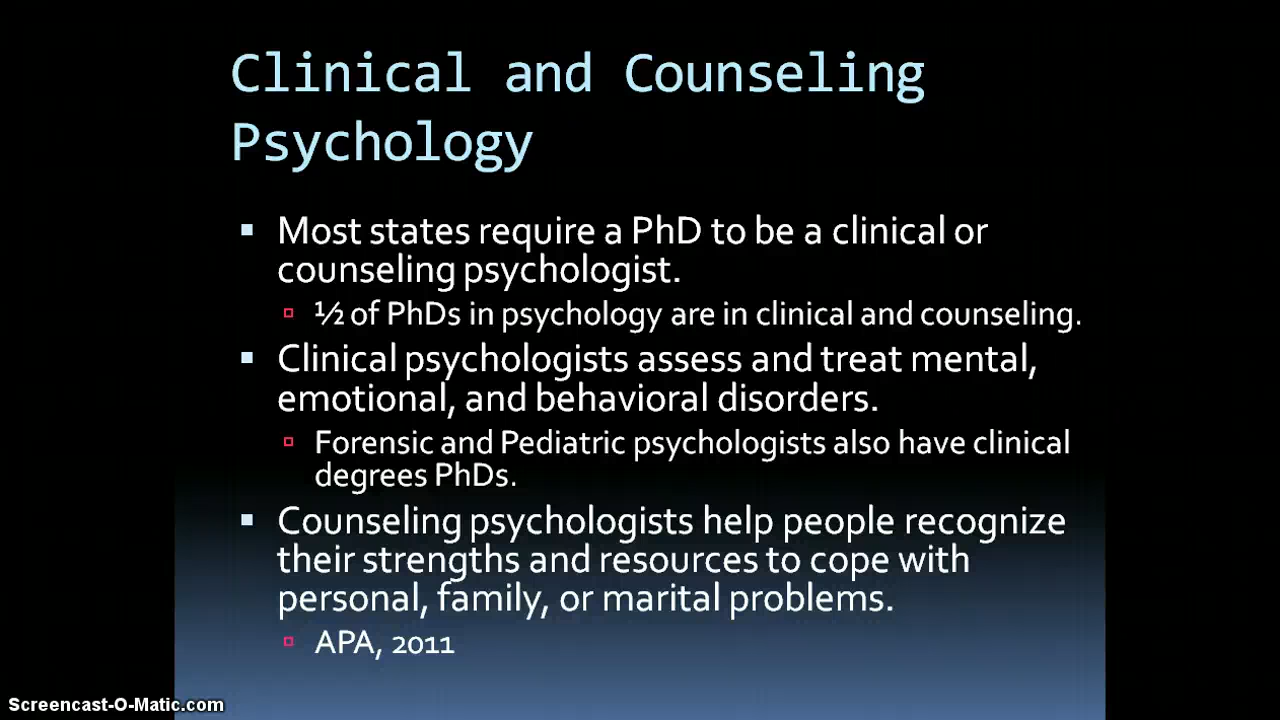 Clinical and Counseling
Psychology
Most states require a PhD to be a clinical or
counseling psychologist.
½ of PhDs in psychology are in clinical and counseling.
Clinical psychologists assess and treat mental,
emotional, and behavioral disorders.
Forensic and Pediatric psychologists also have clinical
degrees PhDs.
Counseling psychologists help people recognize
their strengths and resources to cope with
personal, family, or marital problems.
APA, 2011
Screencast-O-Matic.com